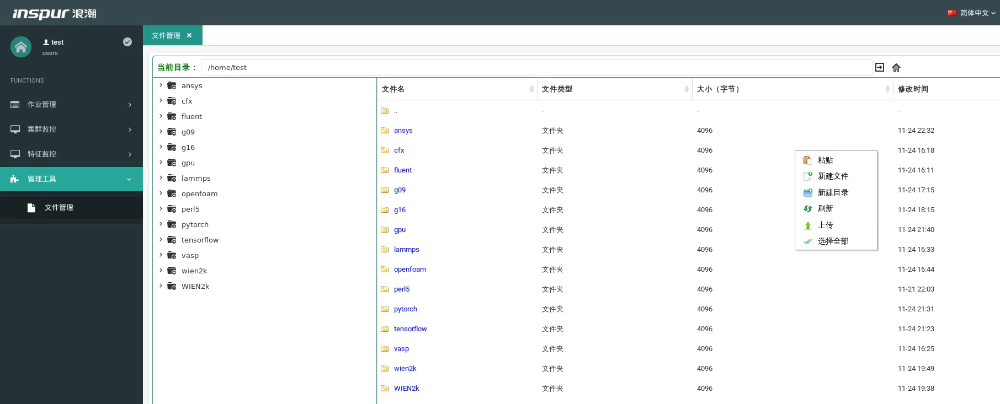 inspur 浪潮
简体中文
test
users
FUNCTIONS
作业管理
集群监控
特征监控
管理工具
文件管理
文件管理 ×
当前目录： /home/test
ansys
cfx
fluent
g09
g16
gpu
lammps
openfoam
perl5
pytorch
tensorflow
vasp
wien2k
WIEN2k
文件名 文件类型 大小（字节） 修改时间
.. - - -
ansys 文件夹 4096 11-24 22:32
cfx 文件夹 4096 11-24 16:18
fluent 文件夹 4096 11-24 16:11
g09 文件夹 4096 11-24 17:15
g16 文件夹 4096 11-24 18:15
gpu 文件夹 4096 11-24 21:40
lammps 文件夹 4096 11-24 16:33
openfoam 文件夹 4096 11-24 16:44
perl5 文件夹 4096 11-21 22:03
pytorch 文件夹 4096 11-24 21:31
tensorflow 文件夹 4096 11-24 21:23
vasp 文件夹 4096 11-24 16:25
wien2k 文件夹 4096 11-24 19:49
WIEN2k 文件夹 4096 11-24 19:38
粘贴
新建文件
新建目录
刷新
上传
选择全部